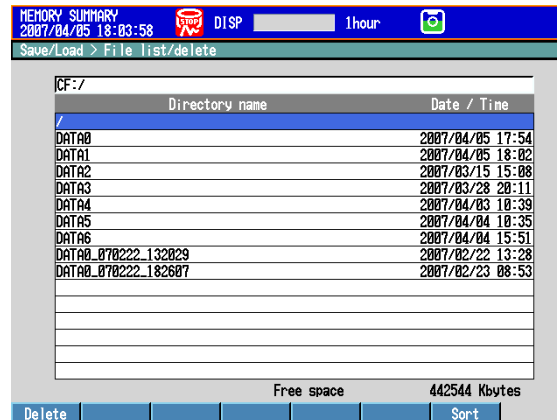 MEMORY SUMMARY
2007/04/05 18:03:58
STOP
DISP
1hour
Save/Load > File list/delete
CF:/
Directory name Date / Time
/
DATA0 2007/04/05 17:54
DATA1 2007/04/05 18:02
DATA2 2007/03/15 15:08
DATA3 2007/03/28 20:11
DATA4 2007/04/03 10:39
DATA5 2007/04/04 10:35
DATA6 2007/04/04 15:51
DATA0_070222_132029 2007/02/22 13:28
DATA0_070222_182607 2007/02/23 08:53
Free space 442544 Kbytes
Delete Sort